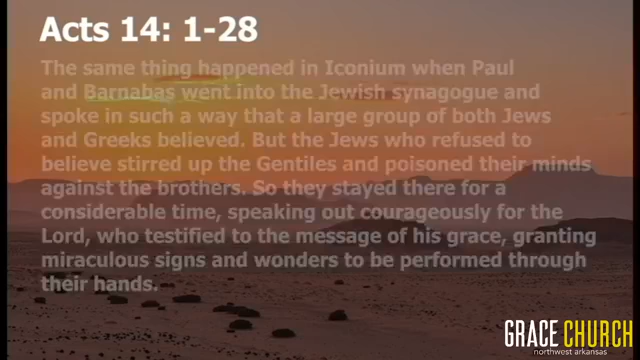 Acts 14: 1-28
The same thing happened in Iconium when Paul
and Barnabas went into the Jewish synagogue and
spoke in such a way that a large group of both Jews
and Greeks believed. But the Jews who refused to
believe stirred up the Gentiles and poisoned their minds
against the brothers. So they stayed there for a
considerable time, speaking out courageously for the
Lord, who testified to the message of his grace, granting
miraculous signs and wonders to be performed through
their hands.
GRACE CHURCH
northwest arkansas